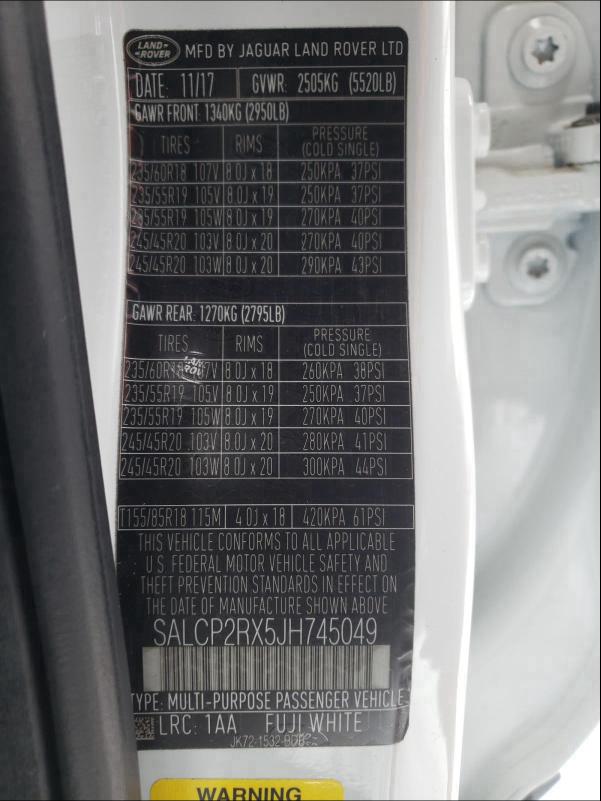 LAND ROVER MFD BY JAGUAR LAND ROVER LTD
DATE: 11/17 GVWR: 2505KG (5520LB)
GAWR FRONT: 1340KG (2950LB)
TIRES RIMS PRESSURE (COLD SINGLE)
235/60R18 107V 8.0J x 18 250KPA 37PSI
235/55R19 105V 8.0J x 19 250KPA 37PSI
235/55R19 105W 8.0J x 19 270KPA 40PSI
245/45R20 103V 8.0J x 20 270KPA 40PSI
245/45R20 103W 8.0J x 20 290KPA 43PSI
GAWR REAR: 1270KG (2795LB)
TIRES RIMS PRESSURE (COLD SINGLE)
235/60R18 107V 8.0J x 18 260KPA 38PSI
235/55R19 105V 8.0J x 19 250KPA 37PSI
235/55R19 105W 8.0J x 19 270KPA 40PSI
245/45R20 103V 8.0J x 20 280KPA 41PSI
245/45R20 103W 8.0J x 20 300KPA 44PSI
T155/85R18 115M 4.0J x 18 420KPA 61PSI
THIS VEHICLE CONFORMS TO ALL APPLICABLE
U.S. FEDERAL MOTOR VEHICLE SAFETY AND
THEFT PREVENTION STANDARDS IN EFFECT ON
THE DATE OF MANUFACTURE SHOWN ABOVE
SALCP2RX5JH745049
TYPE: MULTI-PURPOSE PASSENGER VEHICLE
LRC: 1AA FUJI WHITE
WARNING